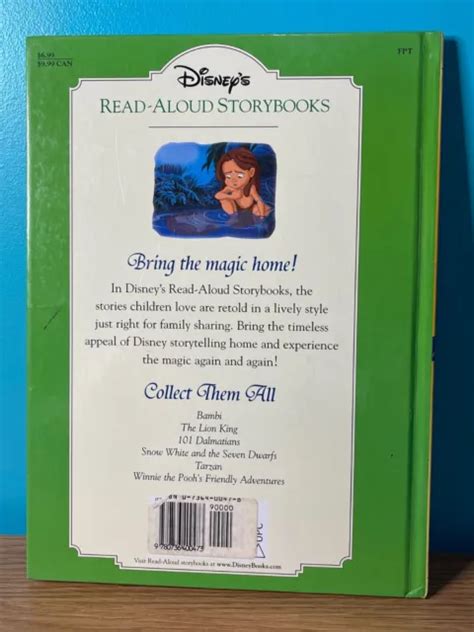 $6.99
$9.99 CAN
FPT
Disney's
Read-Aloud Storybooks
Bring the magic home!
In Disney's Read-Aloud Storybooks, the
stories children love are retold in a lively style
just right for family sharing. Bring the timeless
appeal of Disney storytelling home and experience
the magic again and again!
Collect Them All
Bambi
The Lion King
101 Dalmatians
Snow White and the Seven Dwarfs
Tarzan
Winnie the Pooh's Friendly Adventures
90000
UPC
9 780736 400473
Visit Read-Aloud storybooks at www.DisneyBooks.com